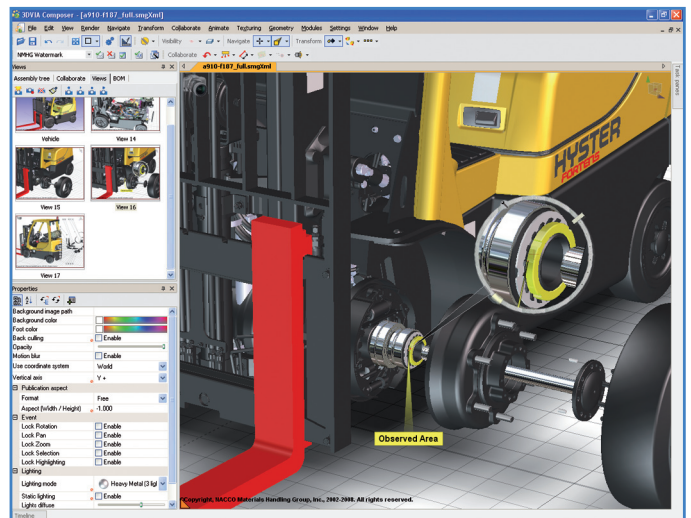 3DVIA Composer - [a910-f187_full.smgXml]
File Edit View Render Navigate Transform Collaborate Animate Texturing Geometry Modules Settings Window Help
Visibility Navigate Transform
NMHG Watermark Collaborate
Views
a910-f187_full.smgXml
Task panes
Assembly tree Collaborate Views BOM
Vehicle View 14
View 15 View 16
View 17
HYSTER
FORTENS
Properties
Background image path
Background color
Foot color
Back culling Enable
Opacity
Motion blur Enable
Use coordinate system World
Vertical axis Y +
Publication aspect
Format Free
Aspect (Width / Height) -1.000
Event
Lock Rotation Enable
Lock Pan Enable
Lock Zoom Enable
Lock Selection Enable
Lock Highlighting Enable
Lighting
Lighting mode Heavy Metal (3 ligl
Static lighting Enable
Lights diffuse
Observed Area
Copyright, NACCO Materials Handling Group, Inc., 2002-2008. All rights reserved.
Timeline